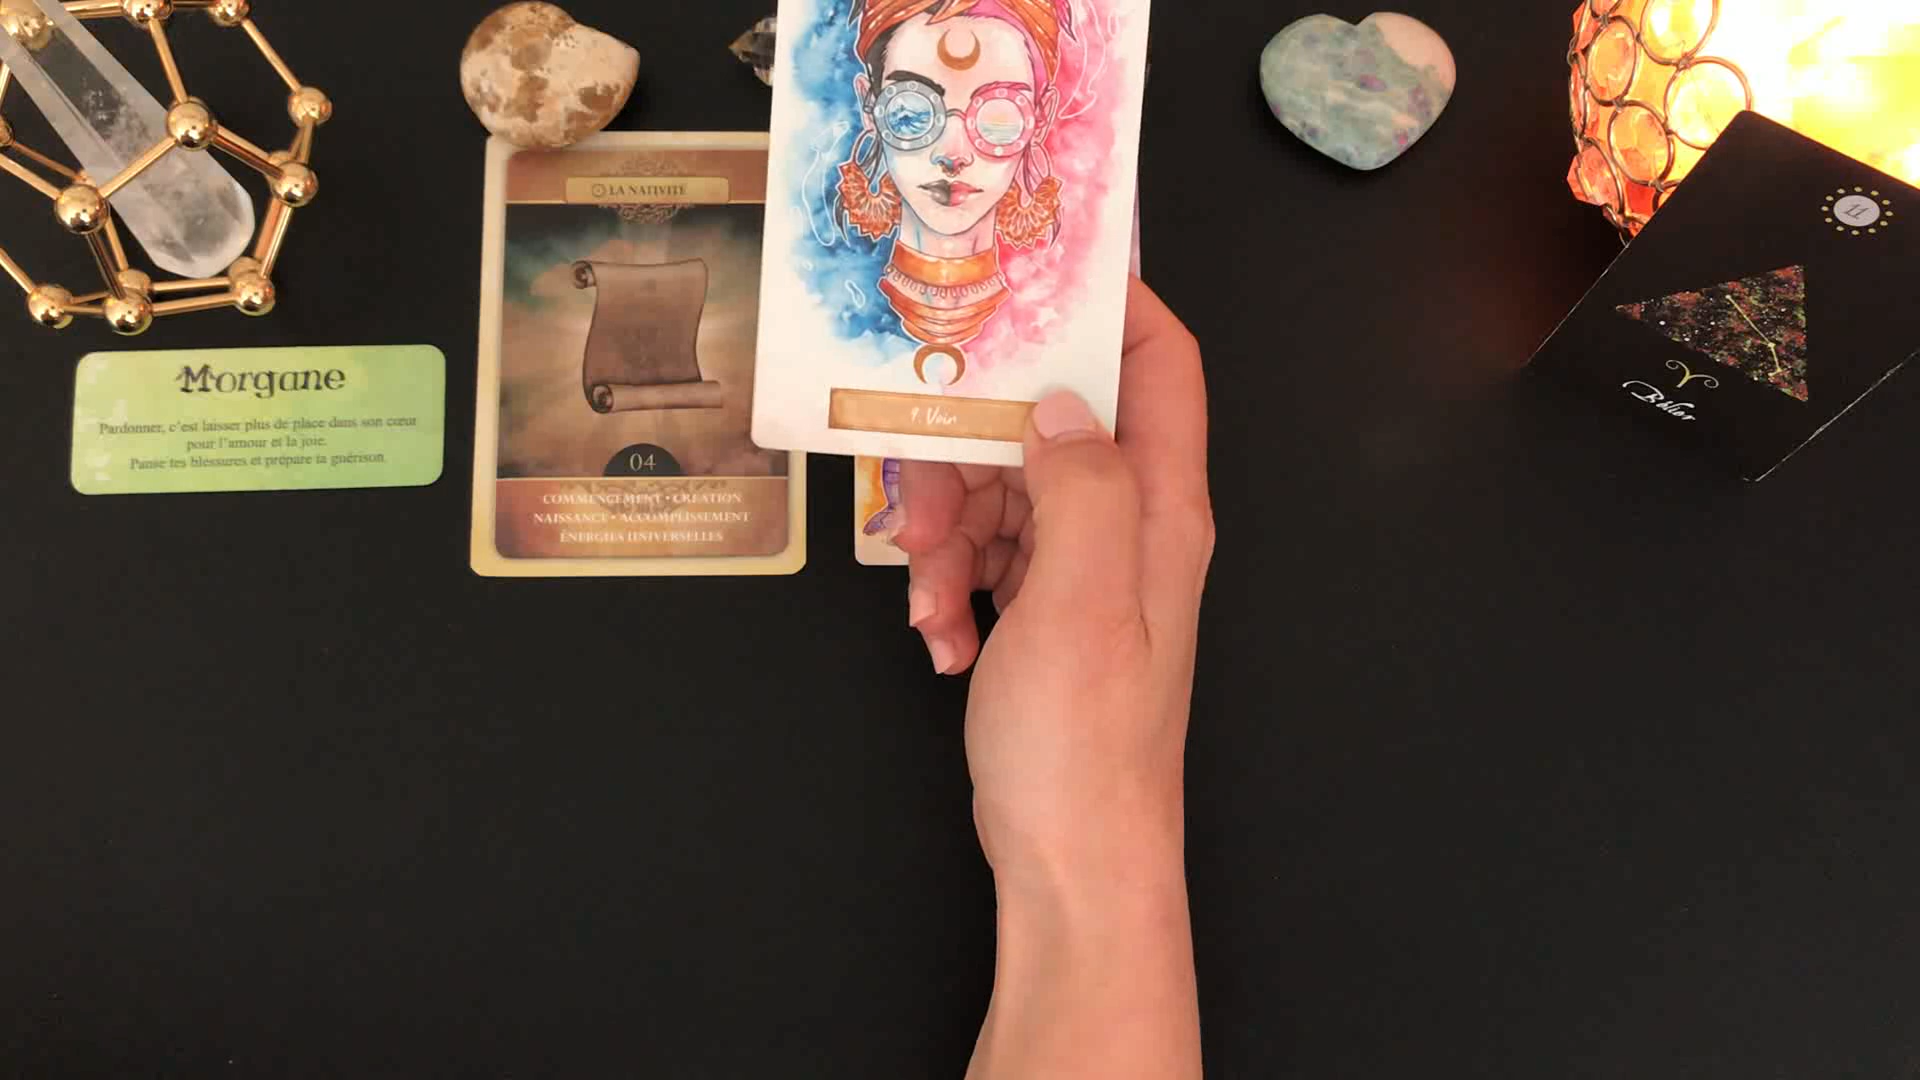 Morgane
Pardonner, c'est laisser plus de place dans son cœur
pour l'amour et la joie.
Panse tes blessures et prépare ta guérison.
LA NATIVITÉ
04
COMMENCEMENT • CRÉATION
NAISSANCE • ACCOMPLISSEMENT
ÉNERGIES UNIVERSELLES
9. Voir
11
Bélier